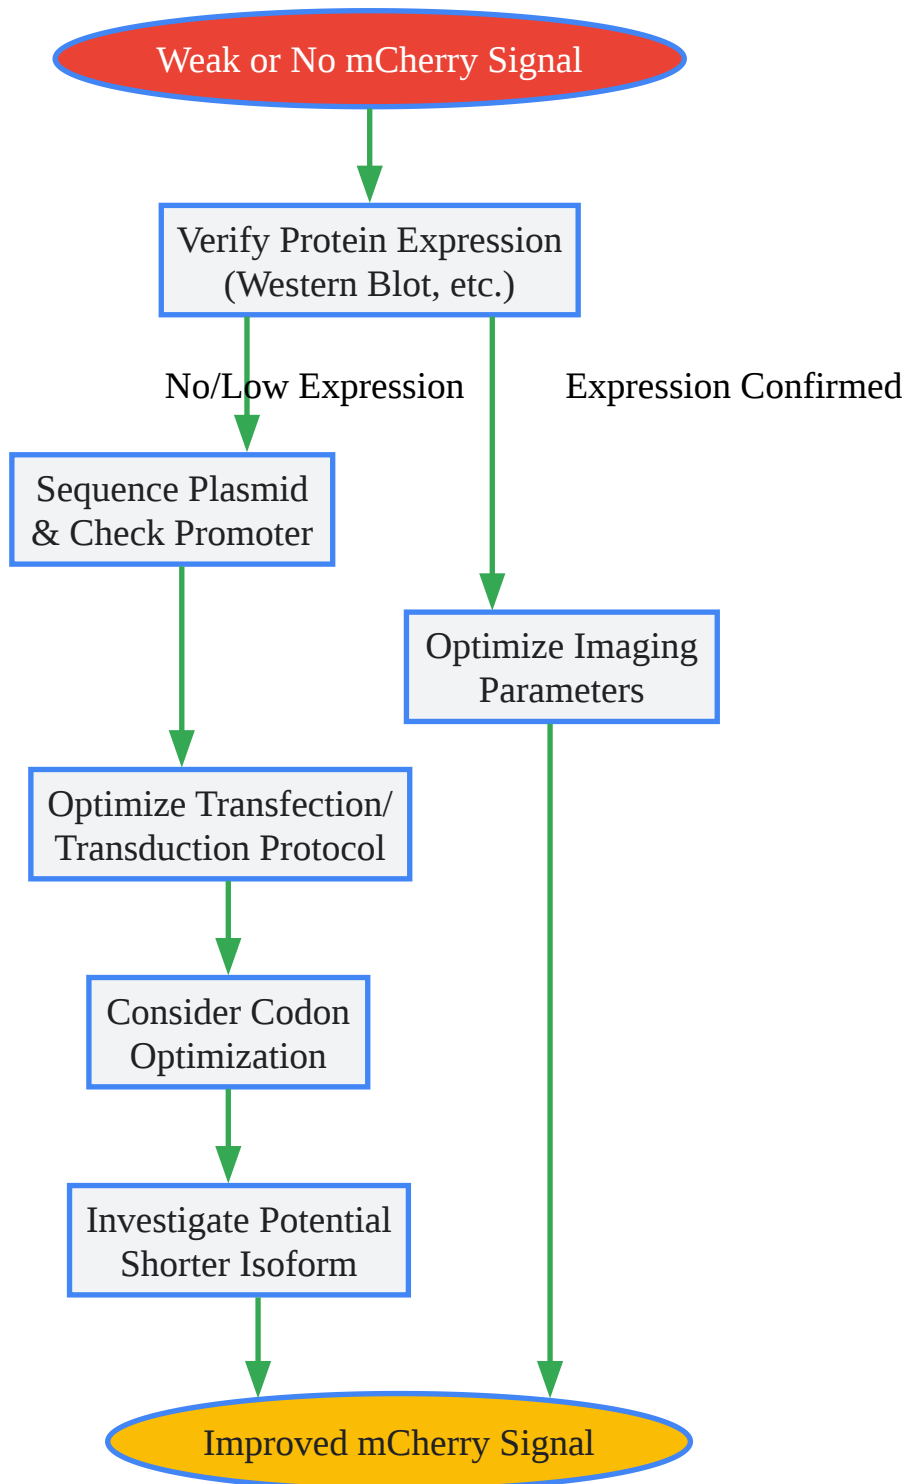 Weak or No mCherry Signal
Verify Protein Expression
(Western Blot, etc.)
No/Low Expression
Expression Confirmed
Sequence Plasmid
& Check Promoter
Optimize Imaging
Parameters
Optimize Transfection/
Transduction Protocol
Consider Codon
Optimization
Investigate Potential
Shorter Isoform
Improved mCherry Signal